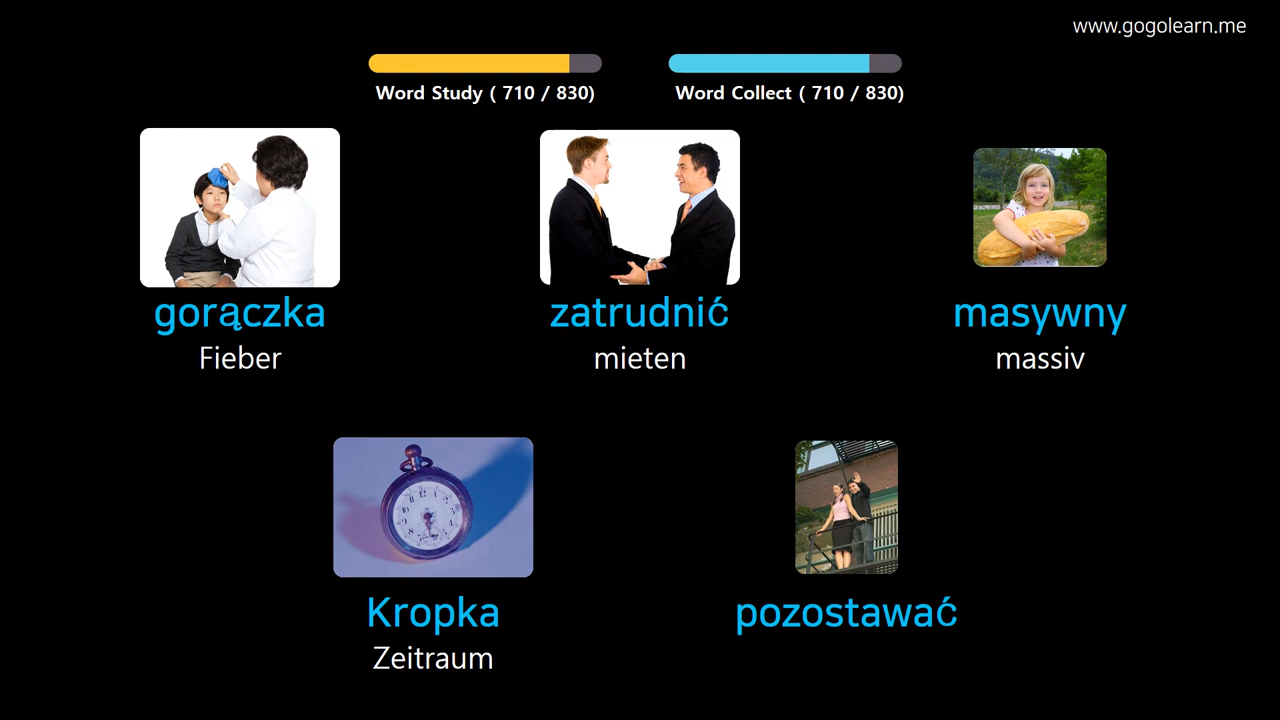 www.gogolearn.me
Word Study ( 710 / 830)
Word Collect ( 710 / 830)
gorączka
zatrudnić
masywny
Fieber
mieten
massiv
Kropka
pozostawać
Zeitraum